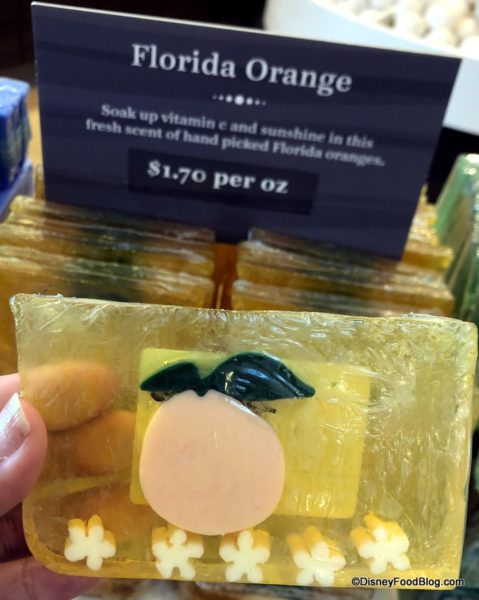 Florida Orange
Soak up vitamin c and sunshine in this
fresh scent of hand picked Florida oranges.
$1.70 per oz
©DisneyFoodBlog.com